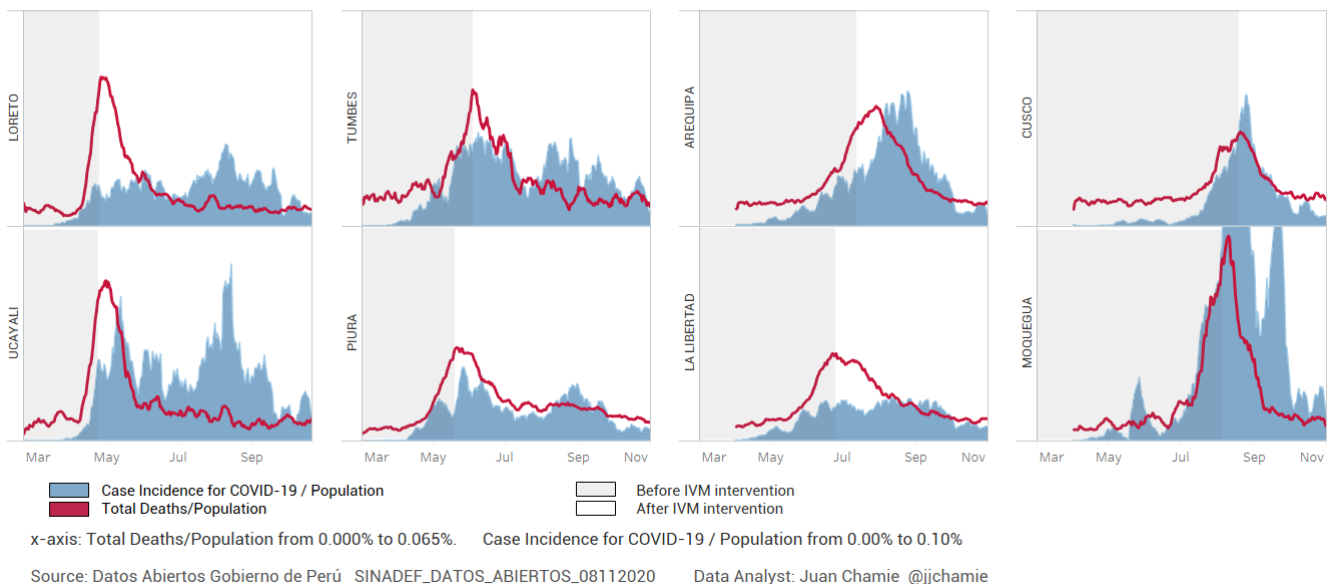 LORETO
TUMBES
AREQUIPA
CUSCO
UCAYALI
PIURA
LA LIBERTAD
MOQUEGUA
Mar May Jul Sep
Mar May Jul Sep Nov
Mar May Jul Sep Nov
Mar May Jul Sep Nov
Case Incidence for COVID-19 / Population
Total Deaths/Population
Before IVM intervention
After IVM intervention
x-axis: Total Deaths/Population from 0.000% to 0.065%. Case Incidence for COVID-19 / Population from 0.00% to 0.10%
Source: Datos Abiertos Gobierno de Perú SINADEF_DATOS_ABIERTOS_08112020 Data Analyst: Juan Chamie @jjchamie